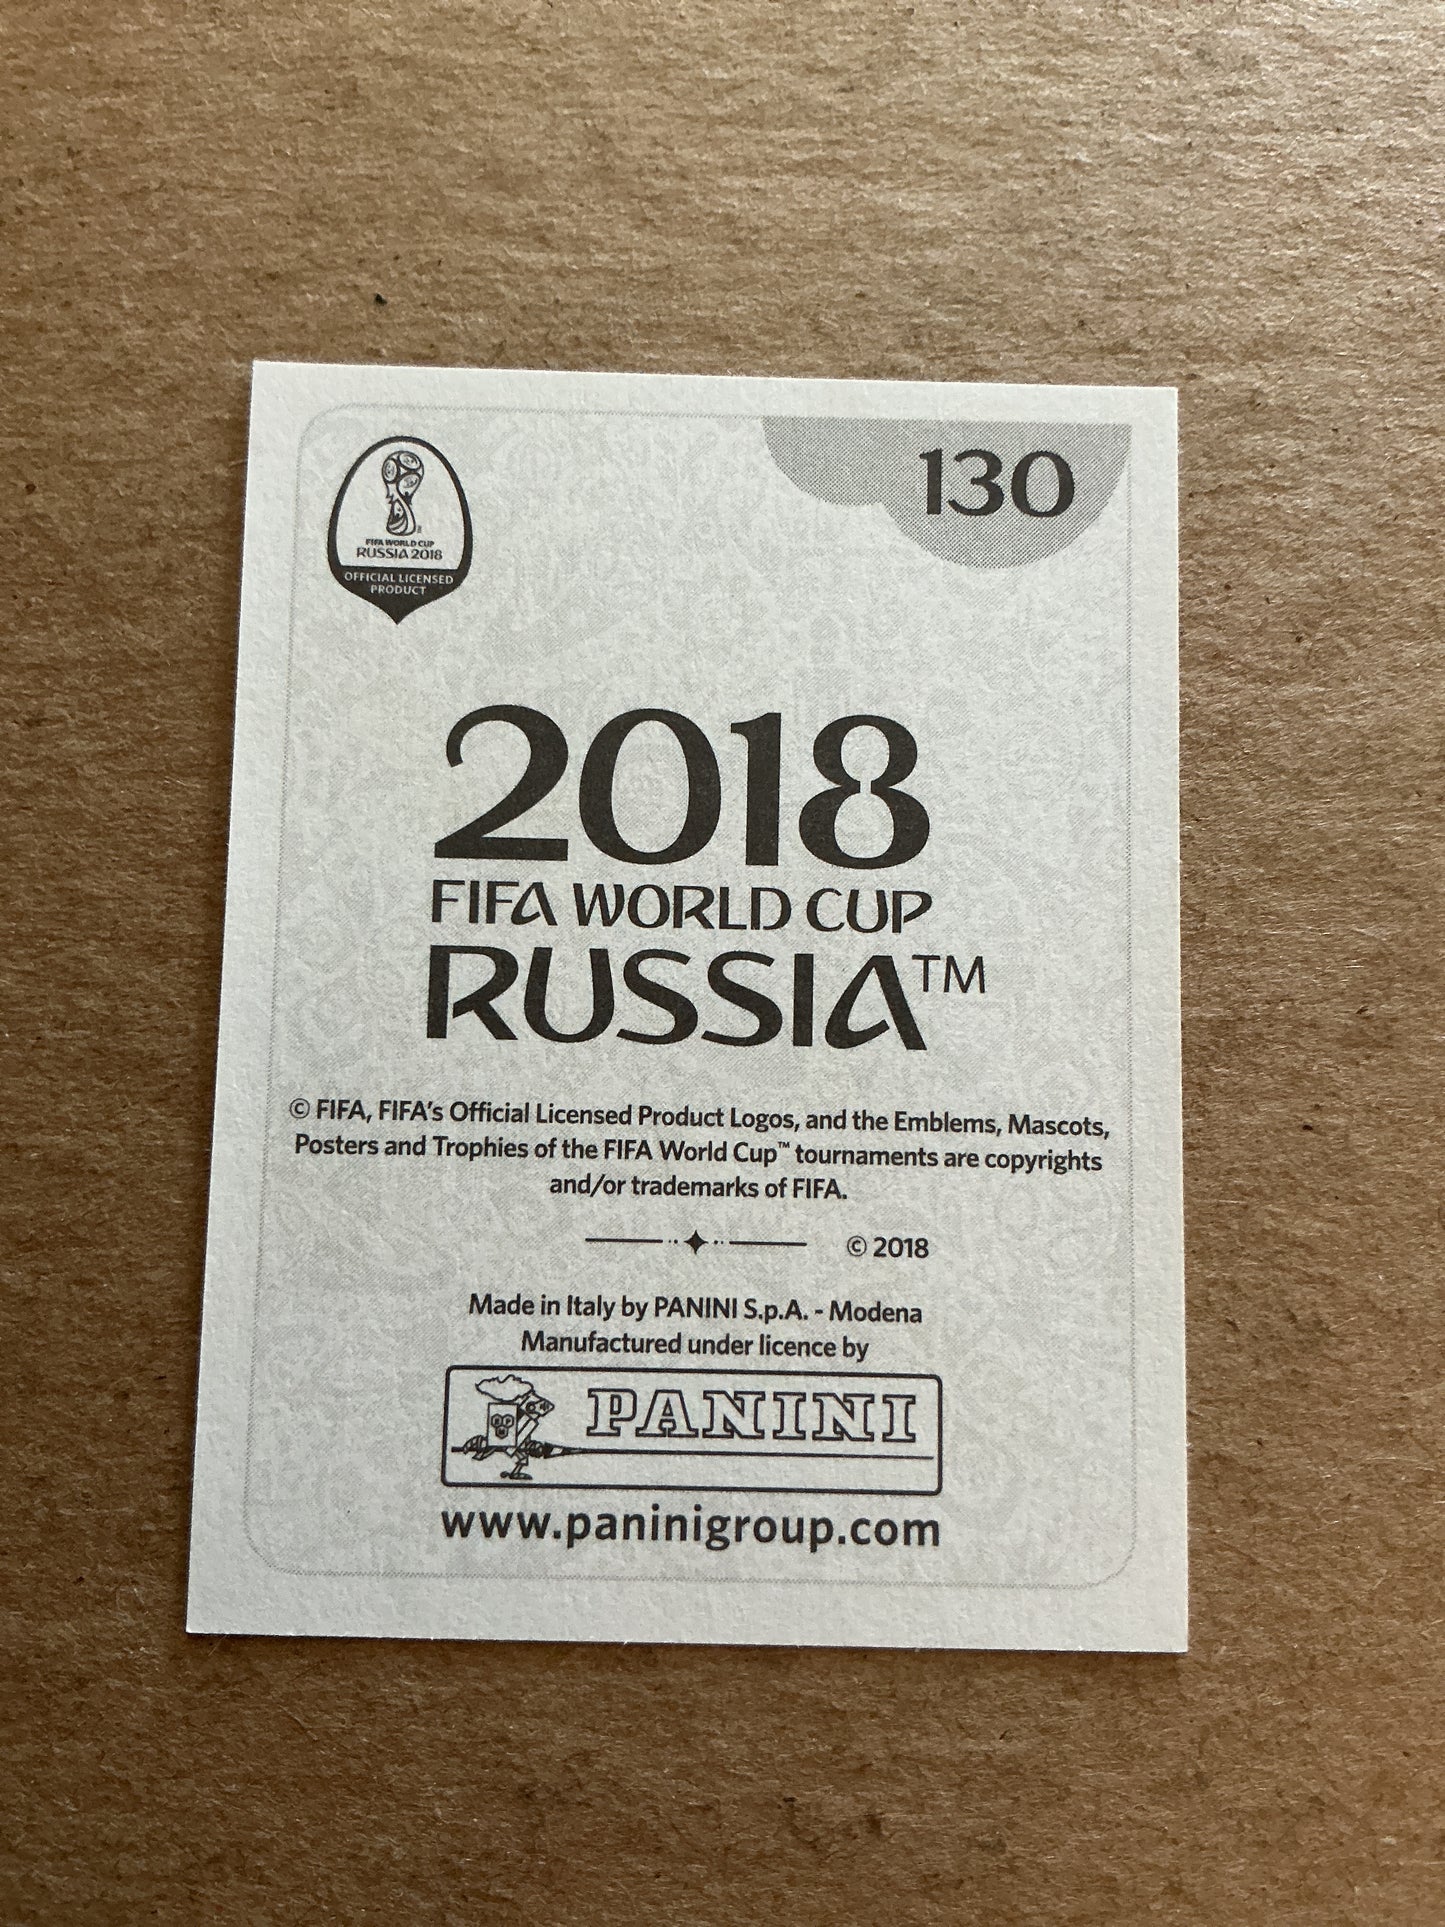 130
FIFA WORLD CUP
RUSSIA 2018
OFFICIAL LICENSED
PRODUCT
2018
FIFA WORLD CUP
RUSSIA™
© FIFA, FIFA's Official Licensed Product Logos, and the Emblems, Mascots,
Posters and Trophies of the FIFA World Cup™ tournaments are copyrights
and/or trademarks of FIFA.
© 2018
Made in Italy by PANINI S.p.A. - Modena
Manufactured under licence by
PANINI
www.paninigroup.com